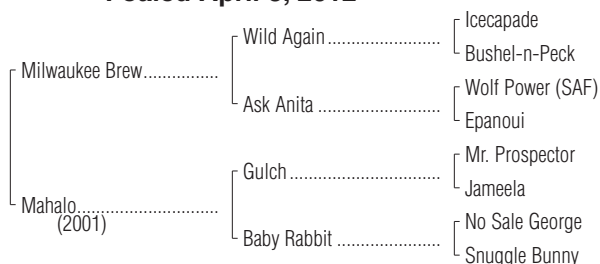 Foaled April 2012
Icecapade
Wild Again
Bushel-n-Peck
Milwaukee Brew
Wolf Power (SAF)
Ask Anita
Epanoui
Mr. Prospector
Gulch
Jameela
Mahalo
(2001)
No Sale George
Baby Rabbit
Snuggle Bunny